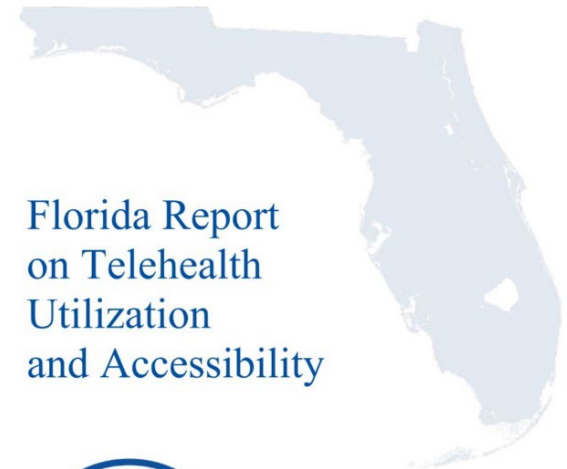 Florida Report
on Telehealth
Utilization
and Accessibility